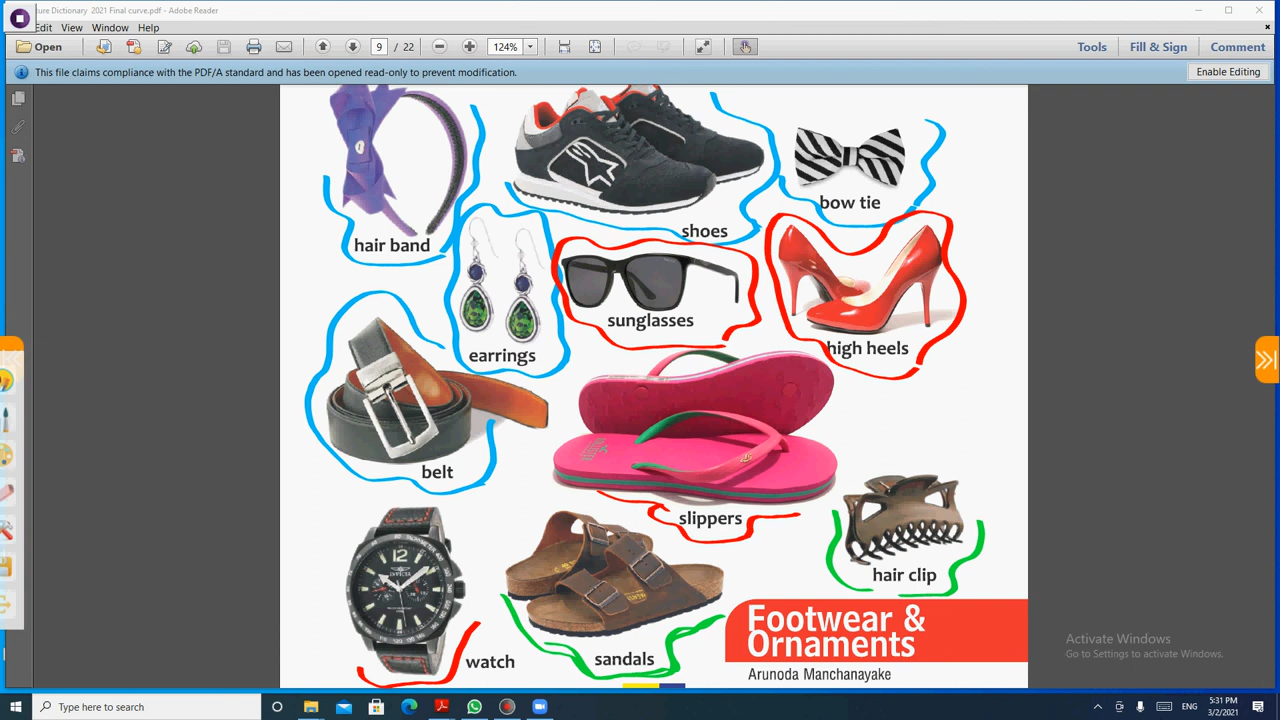 ure Dictionary 2021 Final curve.pdf - Adobe Reader
Edit View Window Help
Open 9 / 22 124% Tools Fill & Sign Comment
This file claims compliance with the PDF/A standard and has been opened read-only to prevent modification. Enable Editing
bow tie
shoes
hair band
sunglasses
high heels
earrings
belt
slippers
12
INVICTA
hair clip
Footwear &
Ornaments
watch
sandals
Arunoda Manchanayake
Activate Windows
Go to Settings to activate Windows.
Type here to search
ENG
5:31 PM
3/2/2021